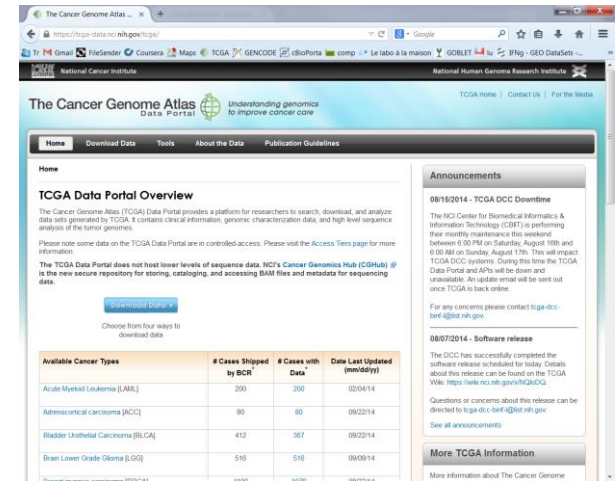 The Cancer Genome Atlas ...
https://tcga-data.nci.nih.gov/tcga/
Google
Tr Gmail FileSender Coursera Maps TCGA GENCODE cBioPorta comp Le labo à la maison GOBLET lu IFNg - GEO DataSets -...
National Cancer Institute
National Human Genome Research Institute
TCGA Home | Contact Us | For the Media
The Cancer Genome Atlas
Data Portal
Understanding genomics
to improve cancer care
Home Download Data Tools About the Data Publication Guidelines
Home
TCGA Data Portal Overview
The Cancer Genome Atlas (TCGA) Data Portal provides a platform for researchers to search, download, and analyze
data sets generated by TCGA. It contains clinical information, genomic characterization data, and high level sequence
analysis of the tumor genomes.
Please note some data on the TCGA Data Portal are in controlled-access. Please visit the Access Tiers page for more
information.
The TCGA Data Portal does not host lower levels of sequence data. NCI's Cancer Genomics Hub (CGHub)
is the new secure repository for storing, cataloging, and accessing BAM files and metadata for sequencing
data.
Download Data
Choose from four ways to
download data
Available Cancer Types # Cases Shipped by BCR* # Cases with Data* Date Last Updated (mm/dd/yy)
Acute Myeloid Leukemia [LAML] 200 200 02/04/14
Adrenocortical carcinoma [ACC] 80 80 09/22/14
Bladder Urothelial Carcinoma [BLCA] 412 367 09/22/14
Brain Lower Grade Glioma [LGG] 516 516 09/09/14
Announcements
08/15/2014 - TCGA DCC Downtime
The NCI Center for Biomedical Informatics &
Information Technology (CBIIT) is performing
their monthly maintenance this weekend
between 6:00 PM on Saturday, August 16th and
6:00 AM on Sunday, August 17th. This will impact
TCGA DCC systems. During this time the TCGA
Data Portal and APIs will be down and
unavailable. An update email will be sent out
once TCGA is back online.
For any concerns please contact tcga-dcc-
binf-l@list.nih.gov.
08/07/2014 - Software release
The DCC has successfully completed the
software release scheduled for today. Details
about this release can be found on the TCGA
Wiki:
Questions or concerns about this release can be
directed to tcga-dcc-binf-l@list.nih.gov.
See all announcements
More TCGA Information
More information about The Cancer Genome